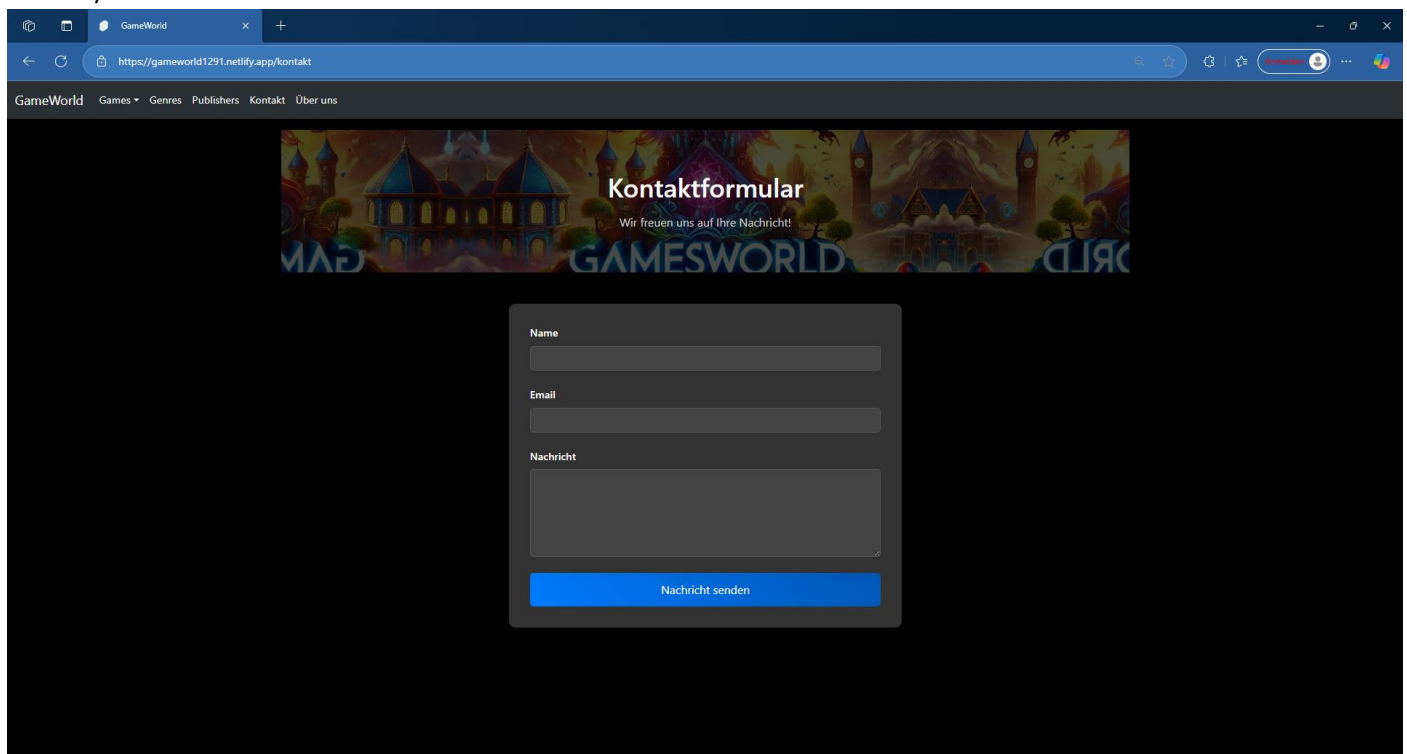 GameWorld
https://gameworld1291.netlify.app/kontakt
Anmelden
GameWorld Games Genres Publishers Kontakt Über uns
Kontaktformular
Wir freuen uns auf Ihre Nachricht!
GAMESWORLD
Name
Email
Nachricht
Nachricht senden